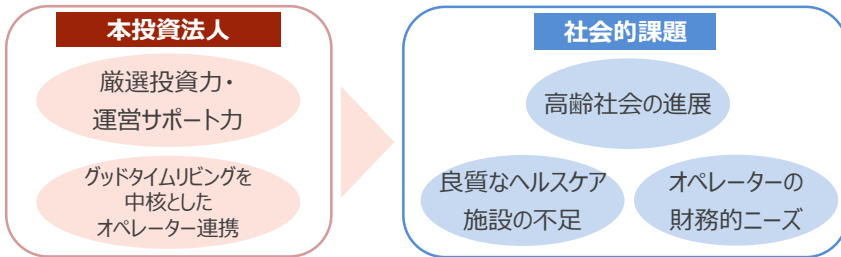 本投資法人
厳選投資力・
運営サポート力
グッドタイムリビングを
中核とした
オペレーター連携
社会的課題
高齢社会の進展
良質なヘルスケア
施設の不足
オペレーターの
財務的ニーズ